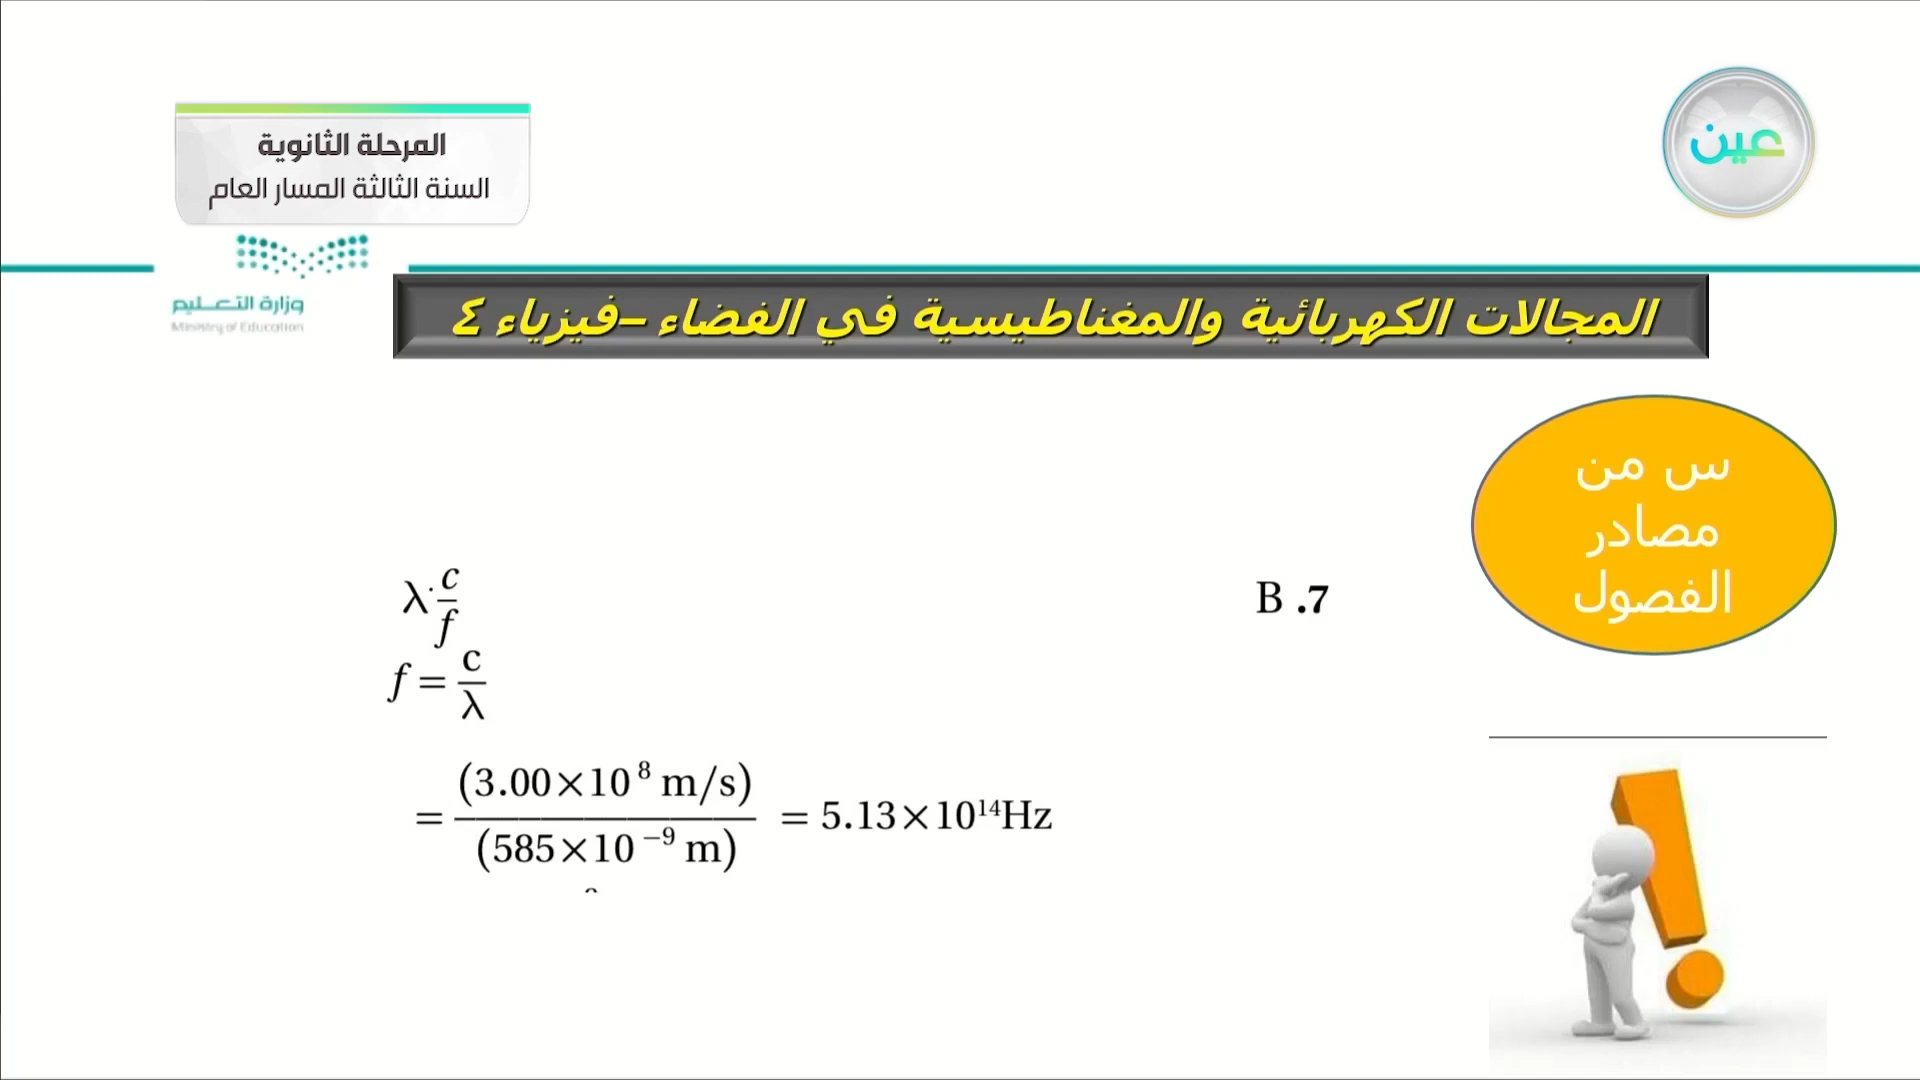 عين
المرحلة الثانوية
السنة الثالثة المسار العام
وزارة التعليم
Ministry of Education
المجالات الكهربائية والمغناطيسية في الفضاء –فيزياء ٤
س من
مصادر
الفصول
B .7
λ·c/f
f = c/λ
= (3.00×10⁸ m/s)/(585×10⁻⁹ m) = 5.13×10¹⁴Hz